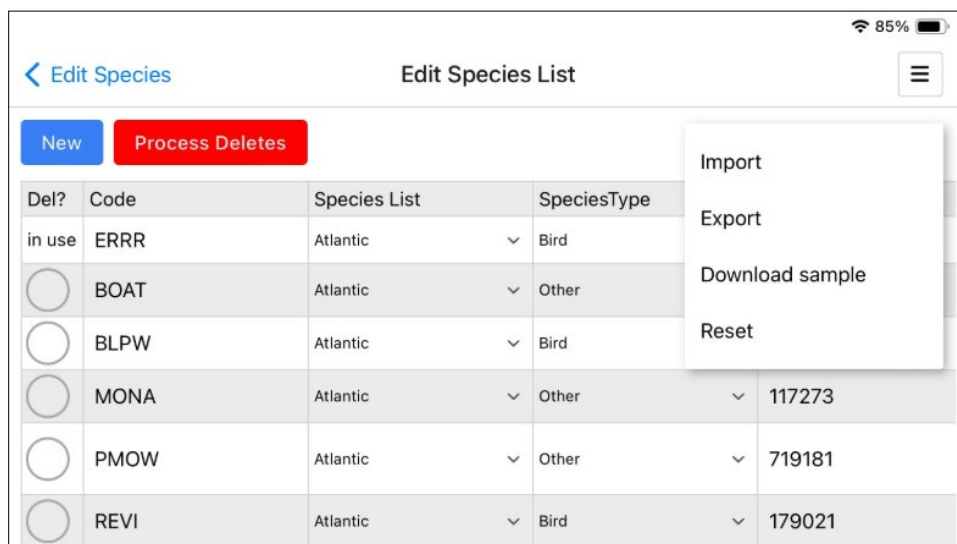 85%
Edit Species Edit Species List
New Process Deletes
Import
Export
Download sample
Reset
Del? Code Species List SpeciesType
in use ERRR Atlantic Bird
BOAT Atlantic Other
BLPW Atlantic Bird
MONA Atlantic Other 117273
PMOW Atlantic Other 719181
REVI Atlantic Bird 179021